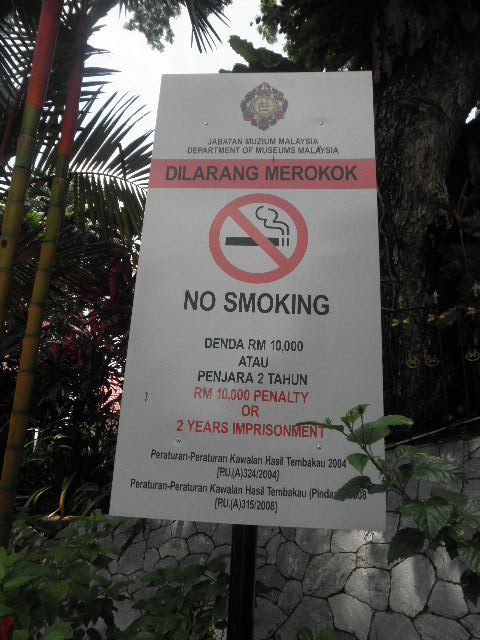 JABATAN MUZIUM MALAYSIA
DEPARTMENT OF MUSEUMS MALAYSIA
DILARANG MEROKOK
NO SMOKING
DENDA RM 10,000
ATAU
PENJARA 2 TAHUN
RM 10,000 PENALTY
OR
2 YEARS IMPRISONMENT
Peraturan-Peraturan Kawalan Hasil Tembakau 2004
[P.U.(A)324/2004]
Peraturan-Peraturan Kawalan Hasil Tembakau (Pindaan) 2008
[P.U.(A)315/2008]